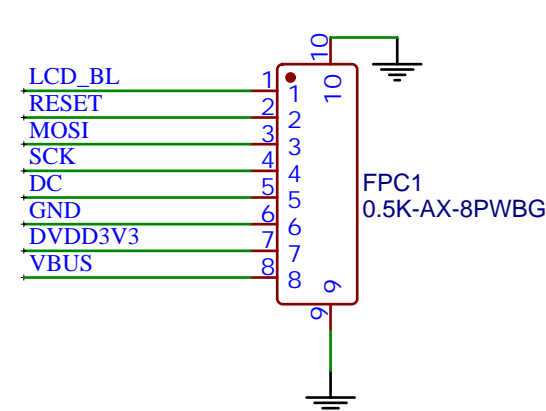 10
LCD_BL 1 1 10
RESET 2 2
MOSI 3 3
SCK 4 4
DC 5 5
GND 6 6
DVDD3V3 7 7
VBUS 8 8 9
9
FPC1
0.5K-AX-8PWBG